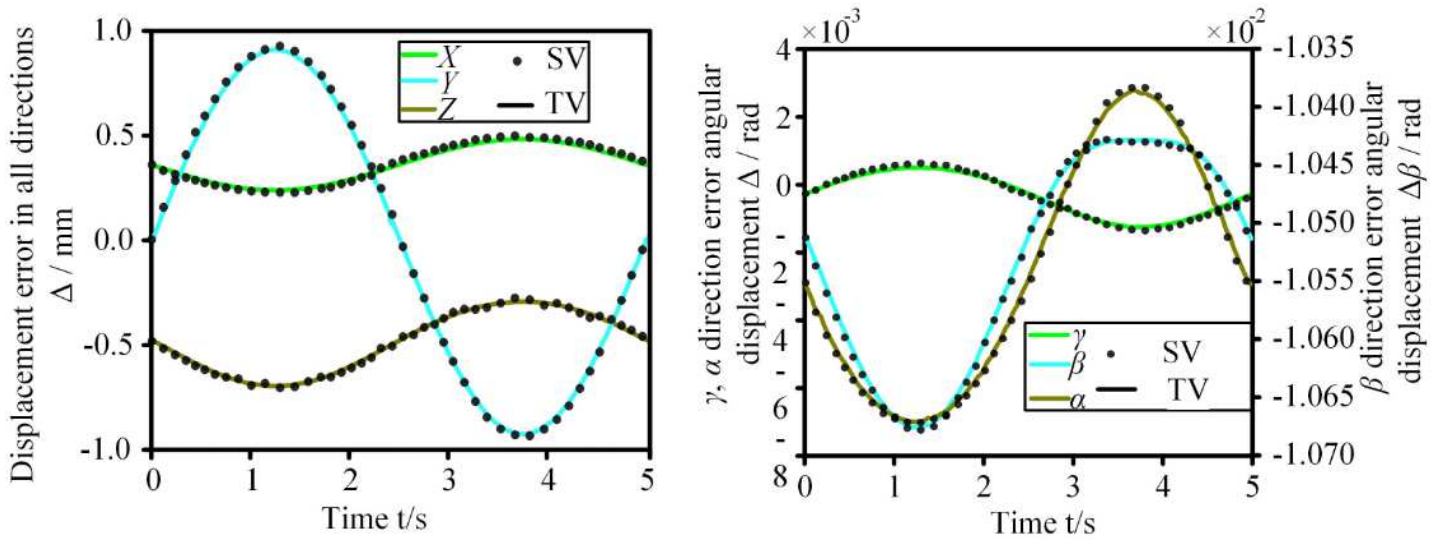 Displacement error in all directions
Δ / mm
1.0
0.5
0.0
-0.5
-1.0
0 1 2 3 4 5
Time t/s
X
Y
Z
SV
TV
×10⁻³
×10⁻²
γ, α direction error angular
displacement Δ / rad
4
2
0
-
2
-
4
-
6
-
8
0 1 2 3 4 5
Time t/s
γ
β
α
SV
TV
-1.035
-1.040
-1.045
-1.050
-1.055
-1.060
-1.065
-1.070
β direction error angular
displacement Δβ / rad